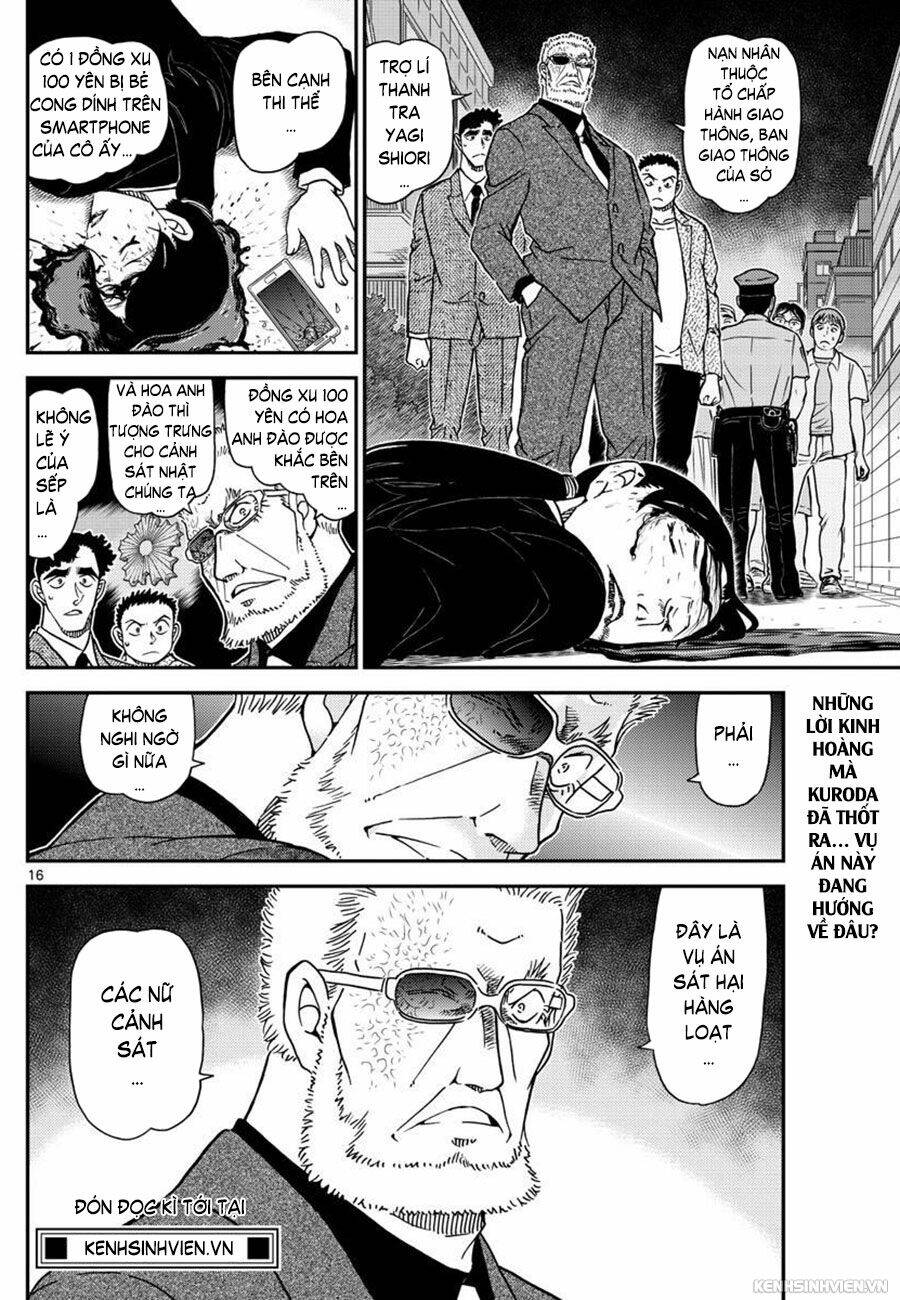 NẠN NHÂN
THUỘC
TỔ CHẤP
HÀNH GIAO
THÔNG, BAN
GIAO THÔNG
CỦA SỞ
...
TRỢ LÍ
THANH
TRA
YAGI
SHIORI
...
BÊN CẠNH
THI THỂ
...
CÓ 1 ĐỒNG XU
100 YÊN BỊ BẺ
CONG DÍNH TRÊN
SMARTPHONE
CỦA CÔ ẤY...
ĐỒNG XU 100
YÊN CÓ HOA
ANH ĐÀO ĐƯỢC
KHẮC BÊN
TRÊN
VÀ HOA ANH
ĐÀO THÌ
TƯỢNG TRƯNG
CHO CẢNH
SÁT NHẬT
CHÚNG TA ...
KHÔNG
LẼ Ý
CỦA
SẾP
LÀ
...
PHẢI
...
KHÔNG
NGHI NGỜ
GÌ NỮA
...
NHỮNG
LỜI KINH
HOÀNG
MÀ
KURODA
ĐÃ THỐT
RA... VỤ
ÁN NÀY
ĐANG
HƯỚNG
VỀ ĐÂU?
16
ĐÂY LÀ
VỤ ÁN
SÁT HẠI
HÀNG
LOẠT
...
CÁC NỮ
CẢNH
SÁT
...
ĐÓN ĐỌC KÌ TỚI TẠI
KENHSINHVIEN.VN
KENHSINHVIEN.VN